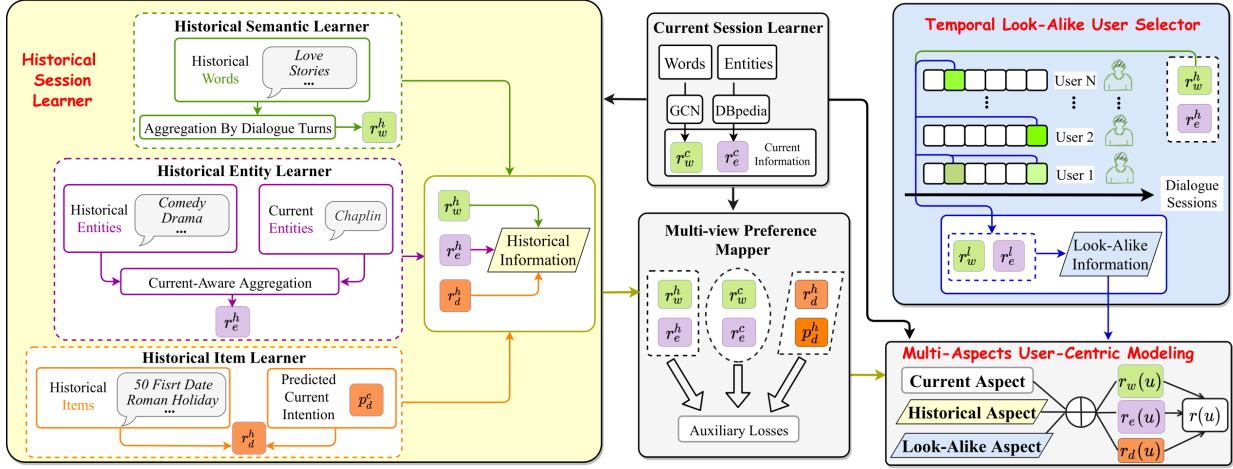 Historical
Session
Learner
Historical Semantic Learner
Historical
Words
Love
Stories
...
Aggregation By Dialogue Turns
r_w^h
Historical Entity Learner
Historical
Entities
Comedy
Drama
...
Current
Entities
Chaplin
Current-Aware Aggregation
r_e^h
Historical Item Learner
Historical
Items
50 Fisrt Date
Roman Holiday
...
Predicted
Current
Intention
p_d^c
r_d^h
r_w^h
r_e^h
r_d^h
Historical
Information
Current Session Learner
Words
Entities
GCN
DBpedia
r_w^c
r_e^c
Current
Information
Multi-view Preference
Mapper
r_w^h
r_w^c
r_d^h
r_e^h
r_e^c
p_d^h
Auxiliary Losses
Temporal Look-Alike User Selector
User N
User 2
User 1
r_w^h
r_e^h
Dialogue
Sessions
r_w^l
r_e^l
Look-Alike
Information
Multi-Aspects User-Centric Modeling
Current Aspect
Historical Aspect
Look-Alike Aspect
r_w(u)
r_e(u)
r_d(u)
r(u)